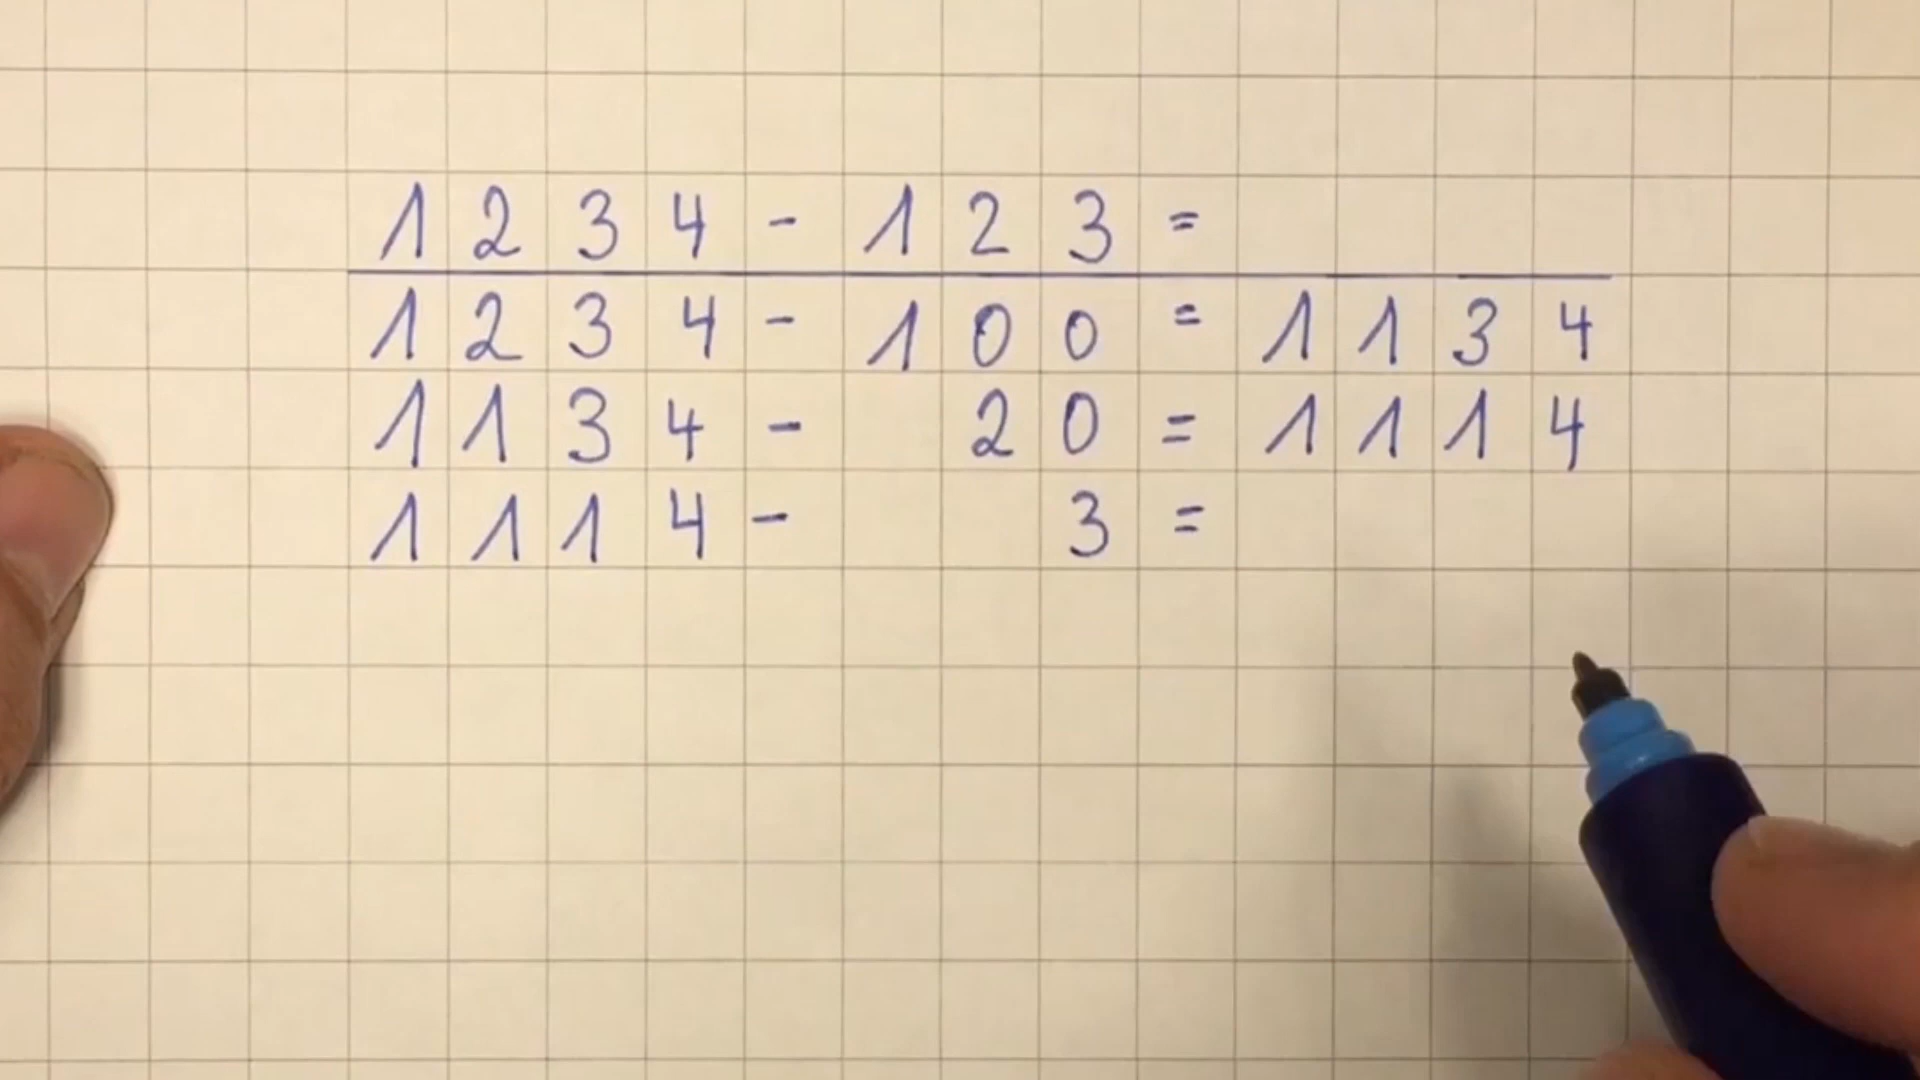 1234 - 123 =
1234 - 100 = 1134
1134 - 20 = 1114
1114 - 3 =